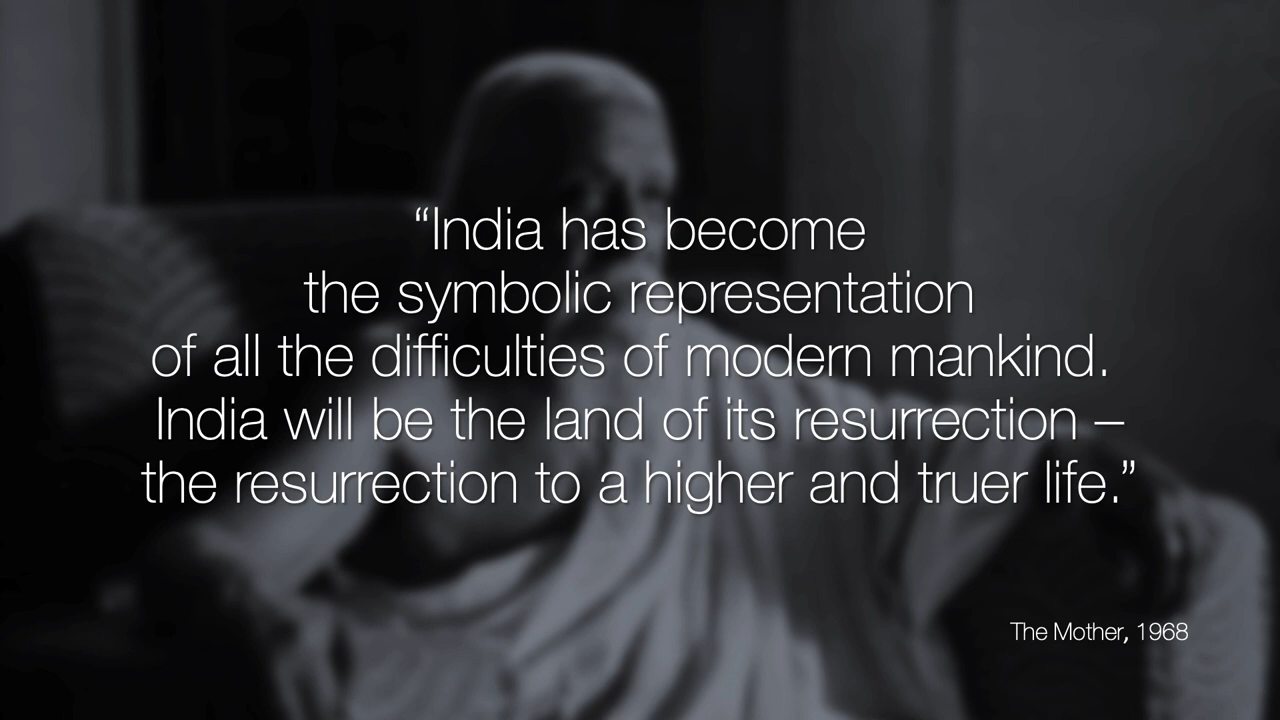 “India has become
the symbolic representation
of all the difficulties of modern mankind.
India will be the land of its resurrection –
the resurrection to a higher and truer life.”
The Mother, 1968